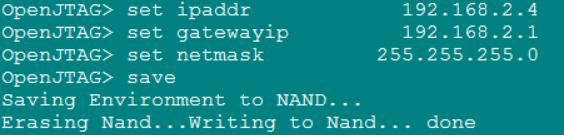 OpenJTAG> set ipaddr 192.168.2.4
OpenJTAG> set gatewayip 192.168.2.1
OpenJTAG> set netmask 255.255.255.0
OpenJTAG> save
Saving Environment to NAND...
Erasing Nand...Writing to Nand... done